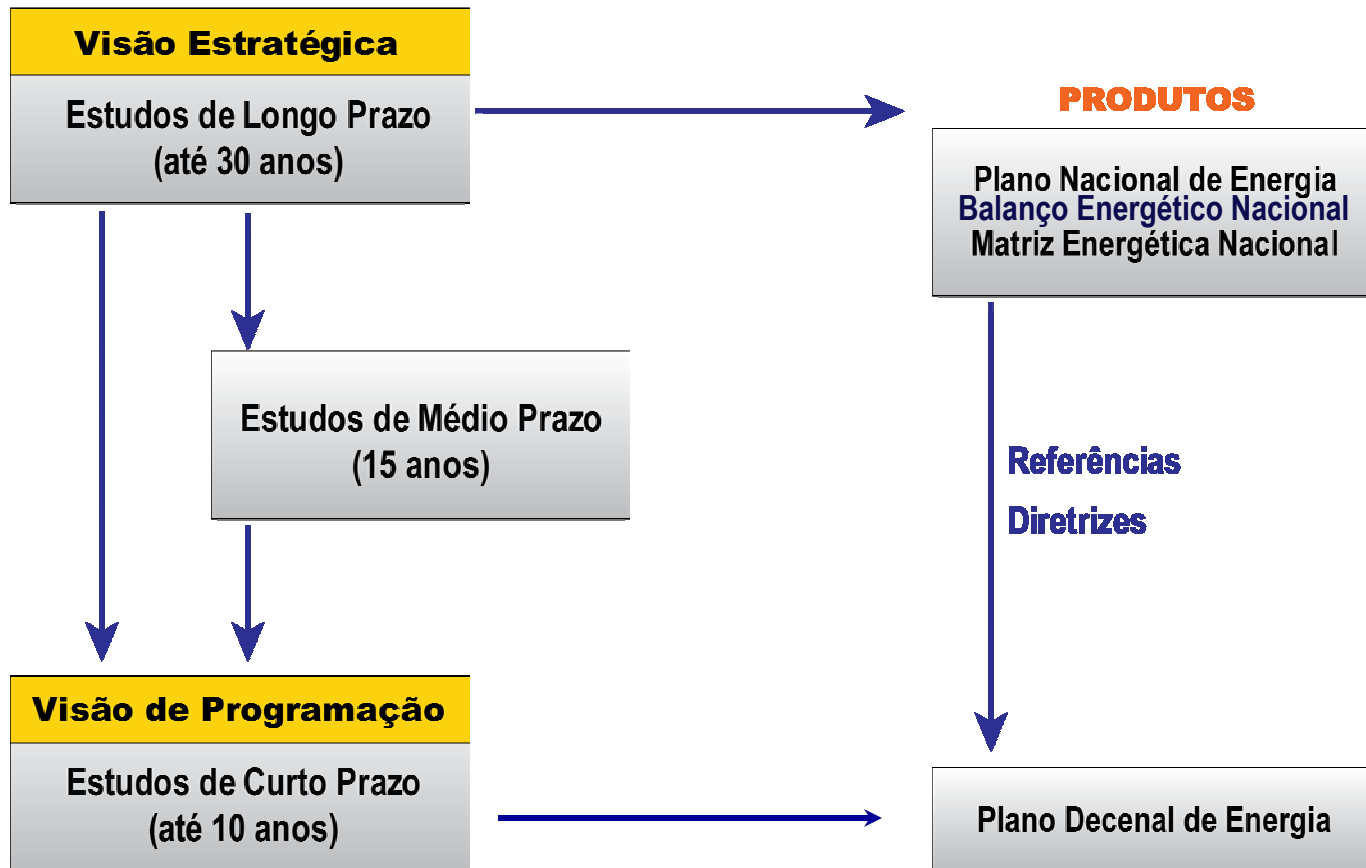 Visão Estratégica
Estudos de Longo Prazo
(até 30 anos)
PRODUTOS
Plano Nacional de Energia
Balanço Energético Nacional
Matriz Energética Nacional
Estudos de Médio Prazo
(15 anos)
Referências
Diretrizes
Visão de Programação
Estudos de Curto Prazo
(até 10 anos)
Plano Decenal de Energia